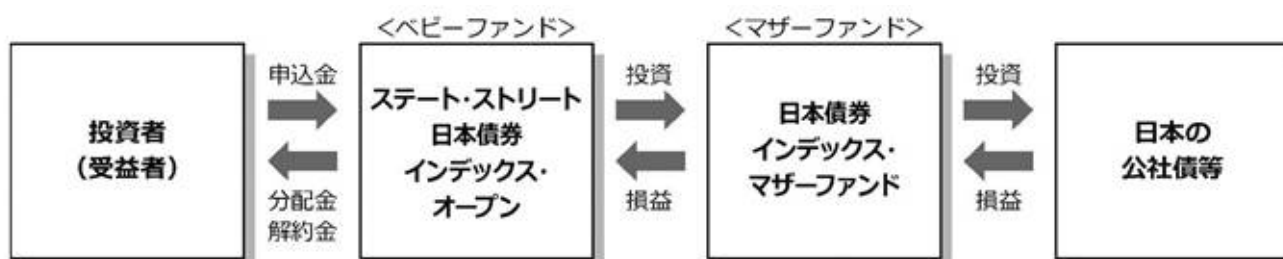 <ベビーファンド>
<マザーファンド>
投資者
(受益者)
申込金
分配金
解約金
ステート・ストリート
日本債券
インデックス・
オープン
投資
損益
日本債券
インデックス・
マザーファンド
投資
損益
日本の
公社債等